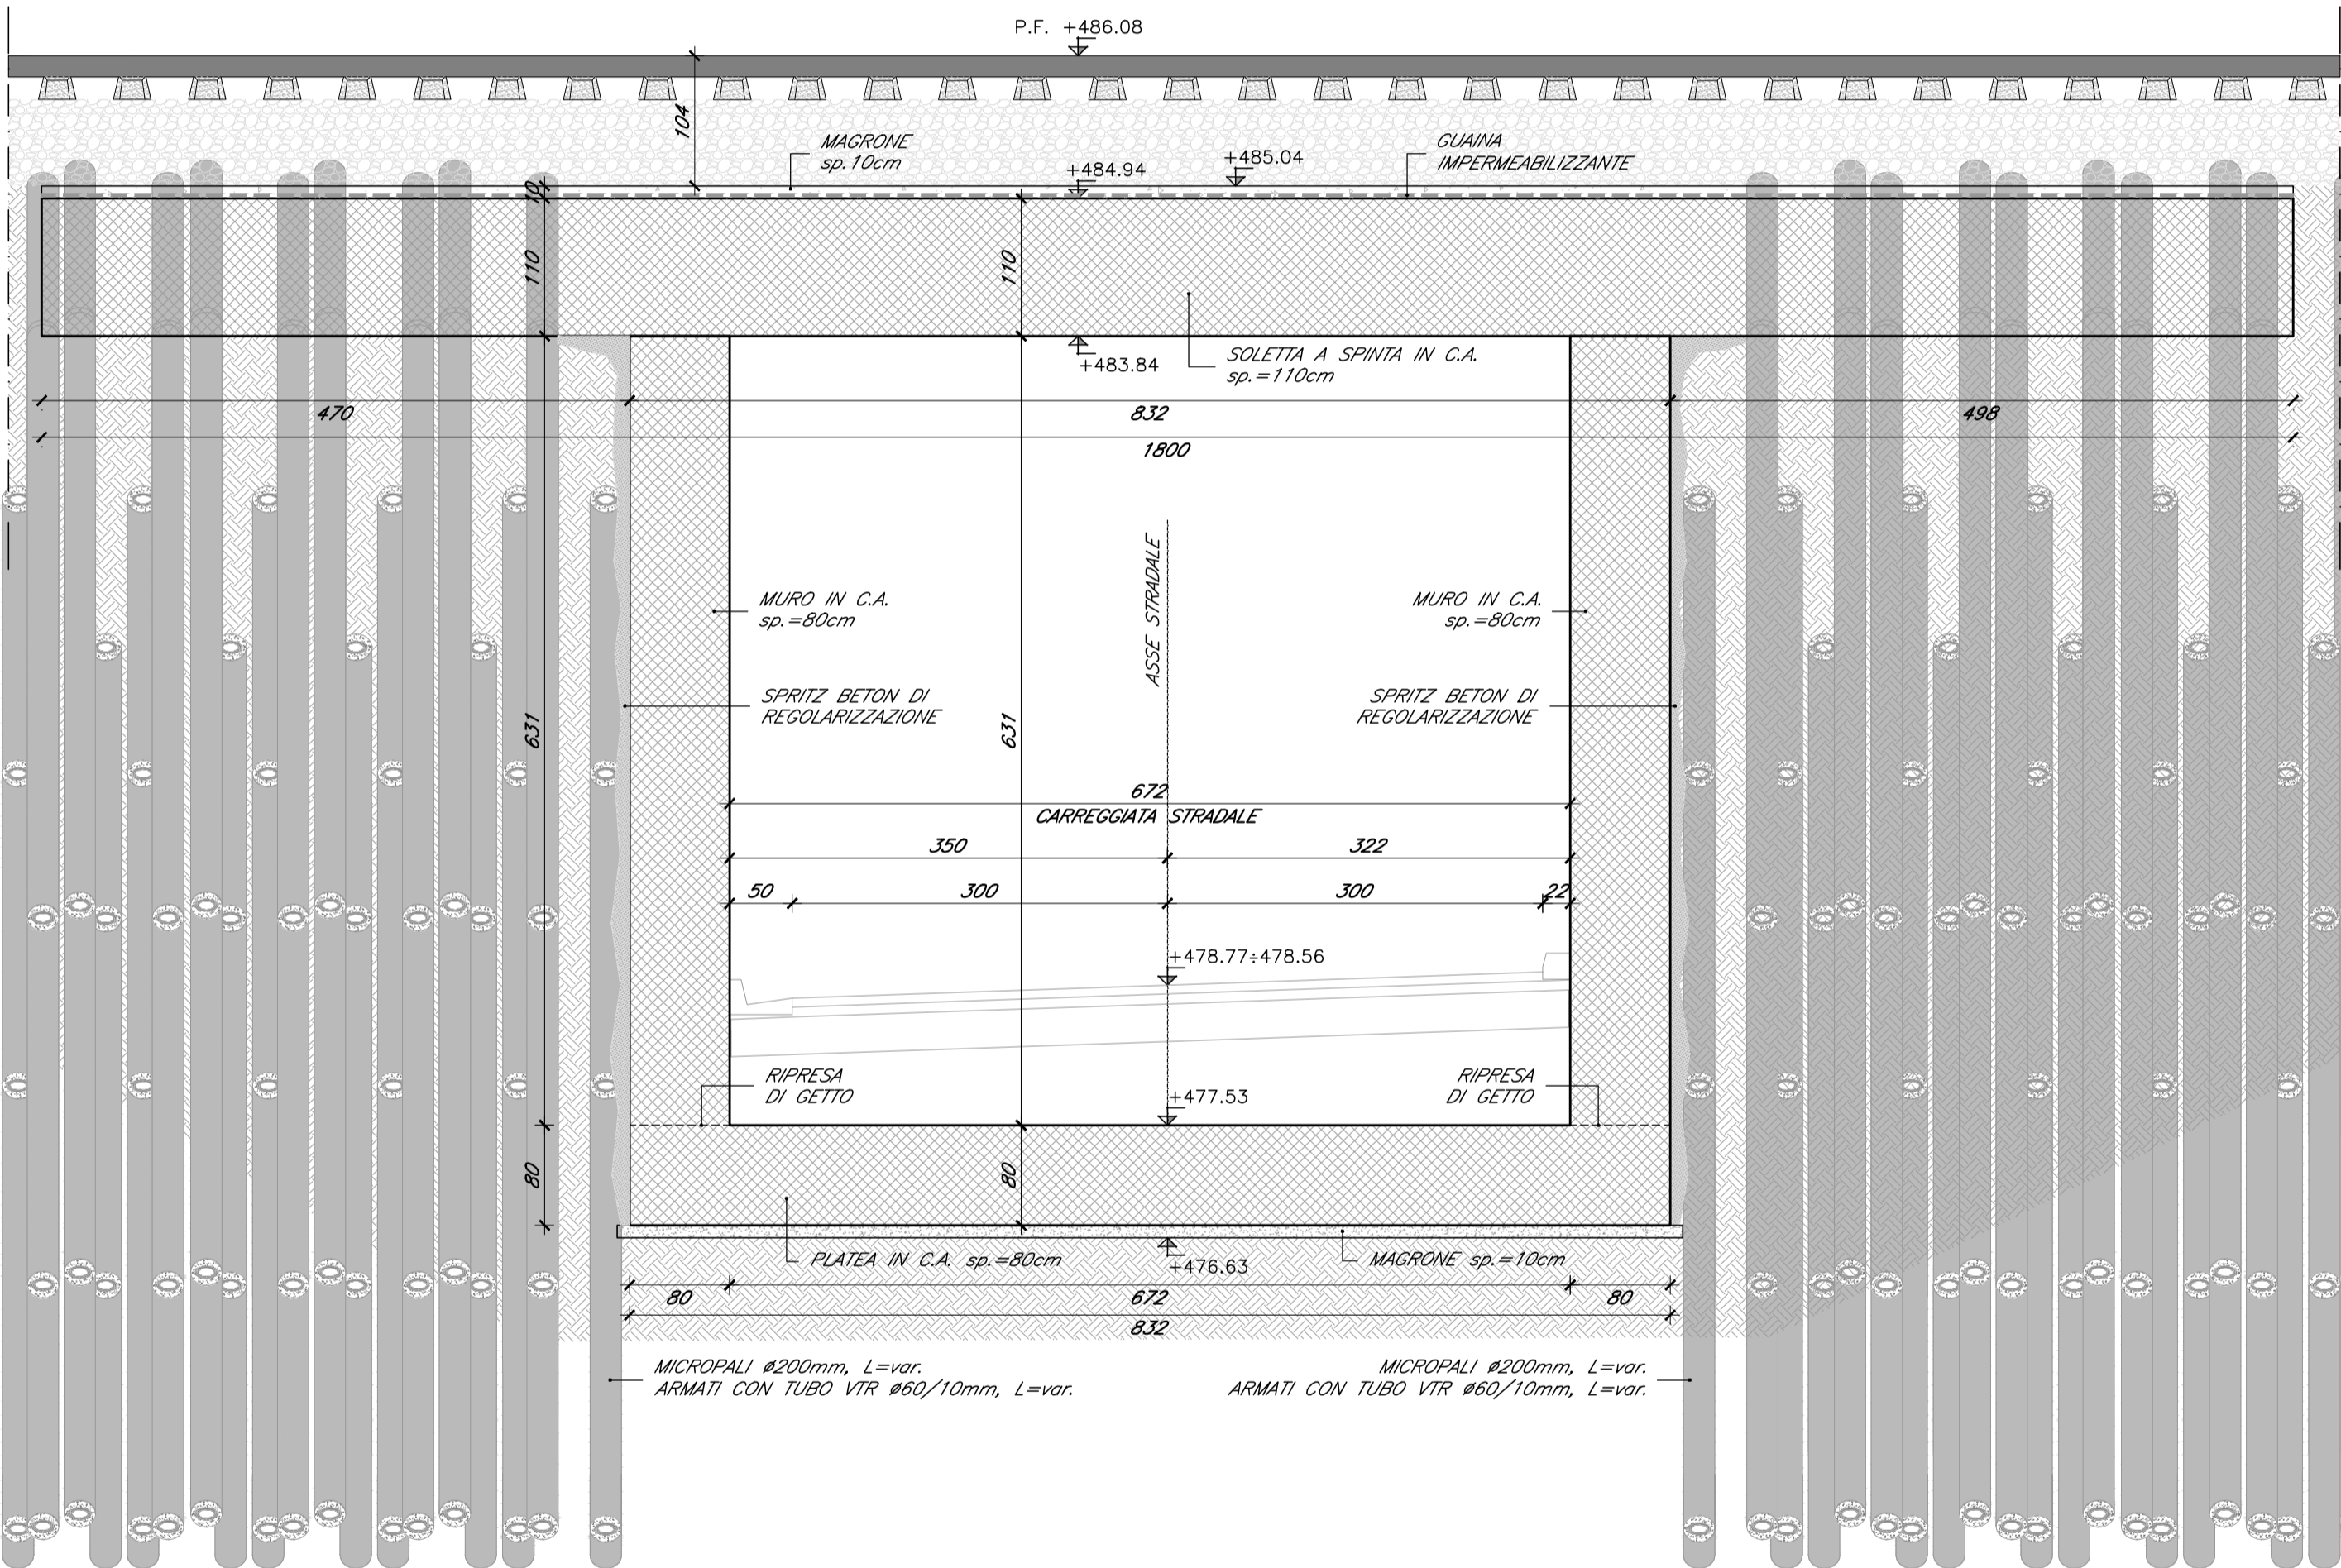 P.F. +486.08
104
MAGRONE
sp.10cm
+484.94
+485.04
GUAINA
IMPERMEABILIZZANTE
10
110
110
+483.84
SOLETTA A SPINTA IN C.A.
sp.=110cm
470
832
498
1800
ASSE STRADALE
MURO IN C.A.
sp.=80cm
MURO IN C.A.
sp.=80cm
SPRITZ BETON DI
REGOLARIZZAZIONE
SPRITZ BETON DI
REGOLARIZZAZIONE
631
631
672
CARREGGIATA STRADALE
350
322
50
300
300
22
+478.77÷478.56
RIPRESA
DI GETTO
+477.53
RIPRESA
DI GETTO
80
80
PLATEA IN C.A. sp.=80cm
+476.63
MAGRONE sp.=10cm
80
672
80
832
MICROPALI ø200mm, L=var.
ARMATI CON TUBO VTR ø60/10mm, L=var.
MICROPALI ø200mm, L=var.
ARMATI CON TUBO VTR ø60/10mm, L=var.